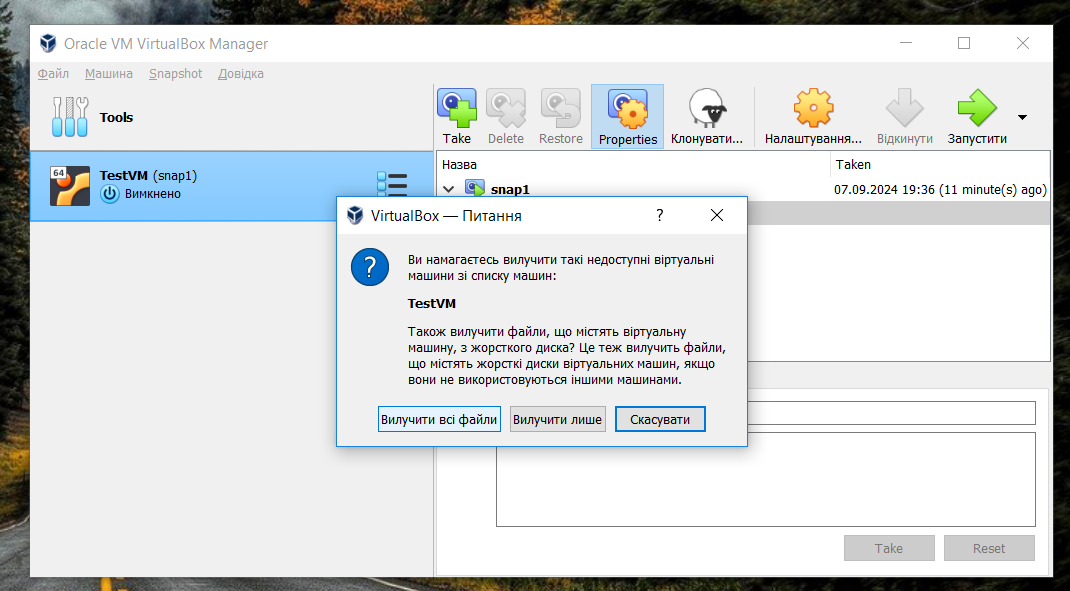 Oracle VM VirtualBox Manager
Файл Машина Snapshot Довідка
Tools
Take Delete Restore Properties Клонувати... Налаштування... Відкинути Запустити
Назва Taken
64
TestVM (snap1)
Вимкнено
snap1 07.09.2024 19:36 (11 minute(s) ago)
VirtualBox — Питання ?
Ви намагаєтесь вилучити такі недоступні віртуальні
машини зі списку машин:
TestVM
Також вилучити файли, що містять віртуальну
машину, з жорсткого диска? Це теж вилучить файли,
що містять жорсткі диски віртуальних машин, якщо
вони не використовуються іншими машинами.
Вилучити всі файли Вилучити лише Скасувати
Take Reset